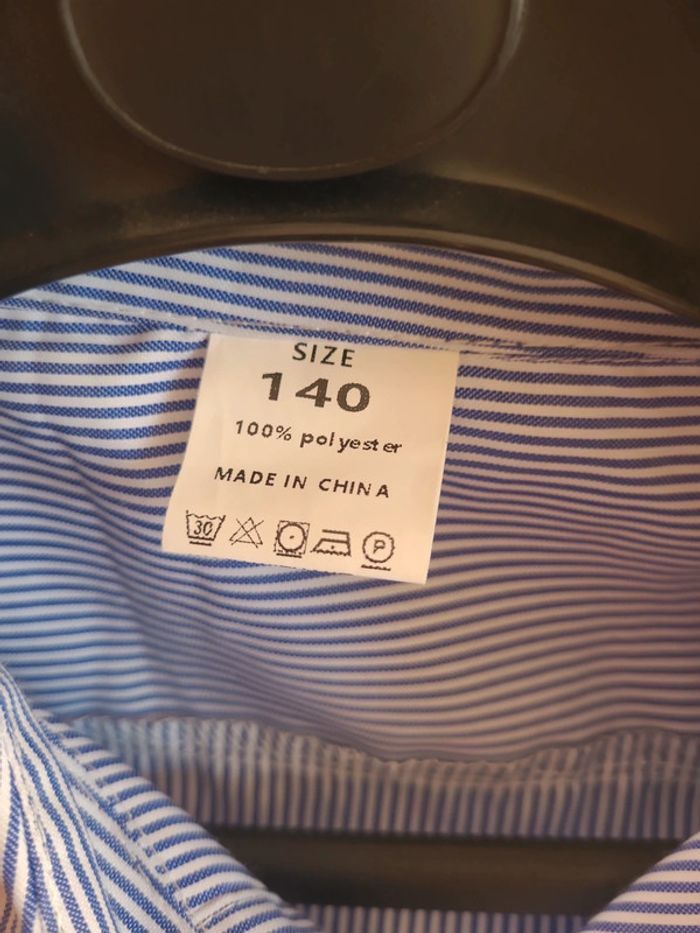 SIZE
140
100% polyester
MADE IN CHINA
30 P